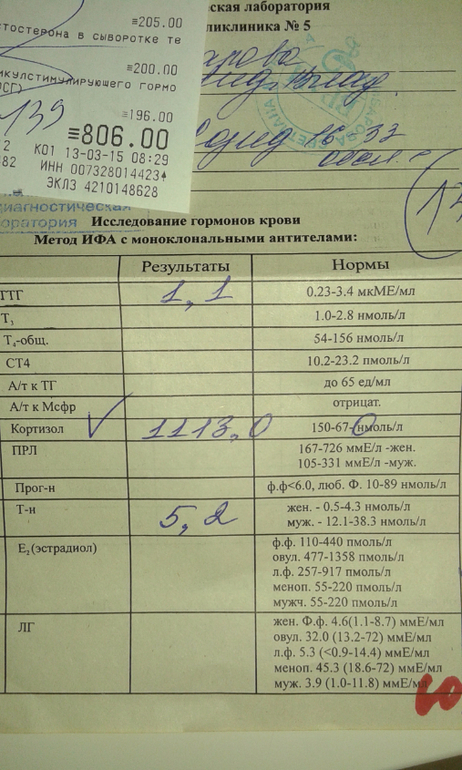 ская лаборатория
≡205.00
ликлиника № 5
тостерона в сыворотке те
≡200.00
икулстимулирующего гормо
ФСГ)
139
≡196.00
≡806.00
2 К01 13-03-15 08:29
82 ИНН 007328014423
ЭКЛЗ 4210148628
диагностическая
лаборатория
Исследование гормонов крови
Метод ИФА с моноклональными антителами:
Результаты Нормы
ТТГ 1,1 0.23-3.4 мкМЕ/мл
Т₃ 1.0-2.8 нмоль/л
Т₄-общ. 54-156 нмоль/л
СТ4 10.2-23.2 пмоль/л
А/т к ТГ до 65 ед/мл
А/т к Мсфр отрицат.
Кортизол 1113,0 150-67 0 нмоль/л
ПРЛ 167-726 ммЕ/л -жен.
105-331 ммЕ/л -муж.
Прог-н ф.ф<6.0, люб. Ф. 10-89 нмоль/л
Т-н 5,2 жен. - 0.5-4.3 нмоль/л
муж. - 12.1-38.3 нмоль/л
Е₂(эстрадиол) ф.ф. 110-440 пмоль/л
овул. 477-1358 пмоль/л
л.ф. 257-917 пмоль/л
меноп. 55-220 пмоль/л
мужч. 55-220 пмоль/л
ЛГ жен. Ф.ф. 4.6(1.1-8.7) ммЕ/мл
овул. 32.0 (13.2-72) ммЕ/мл
л.ф. 5.3 (<0.9-14.4) ммЕ/мл
меноп. 45.3 (18.6-72) ммЕ/мл
муж. 3.9 (1.0-11.8) ммЕ/мл